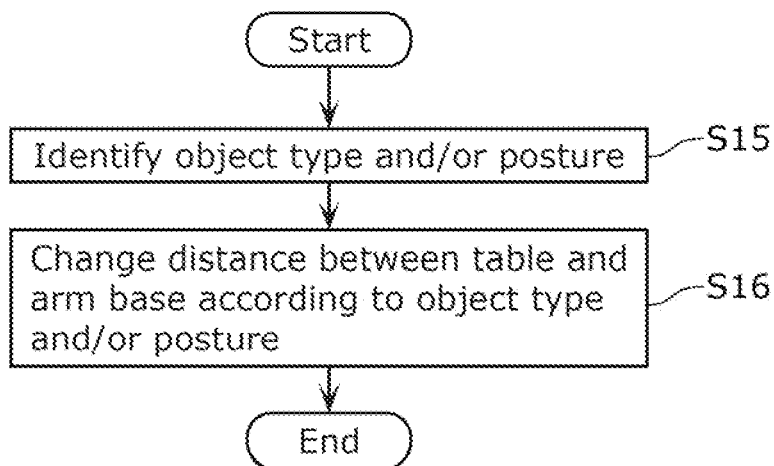 Start
Identify object type and/or posture
S15
Change distance between table and
arm base according to object type
and/or posture
S16
End